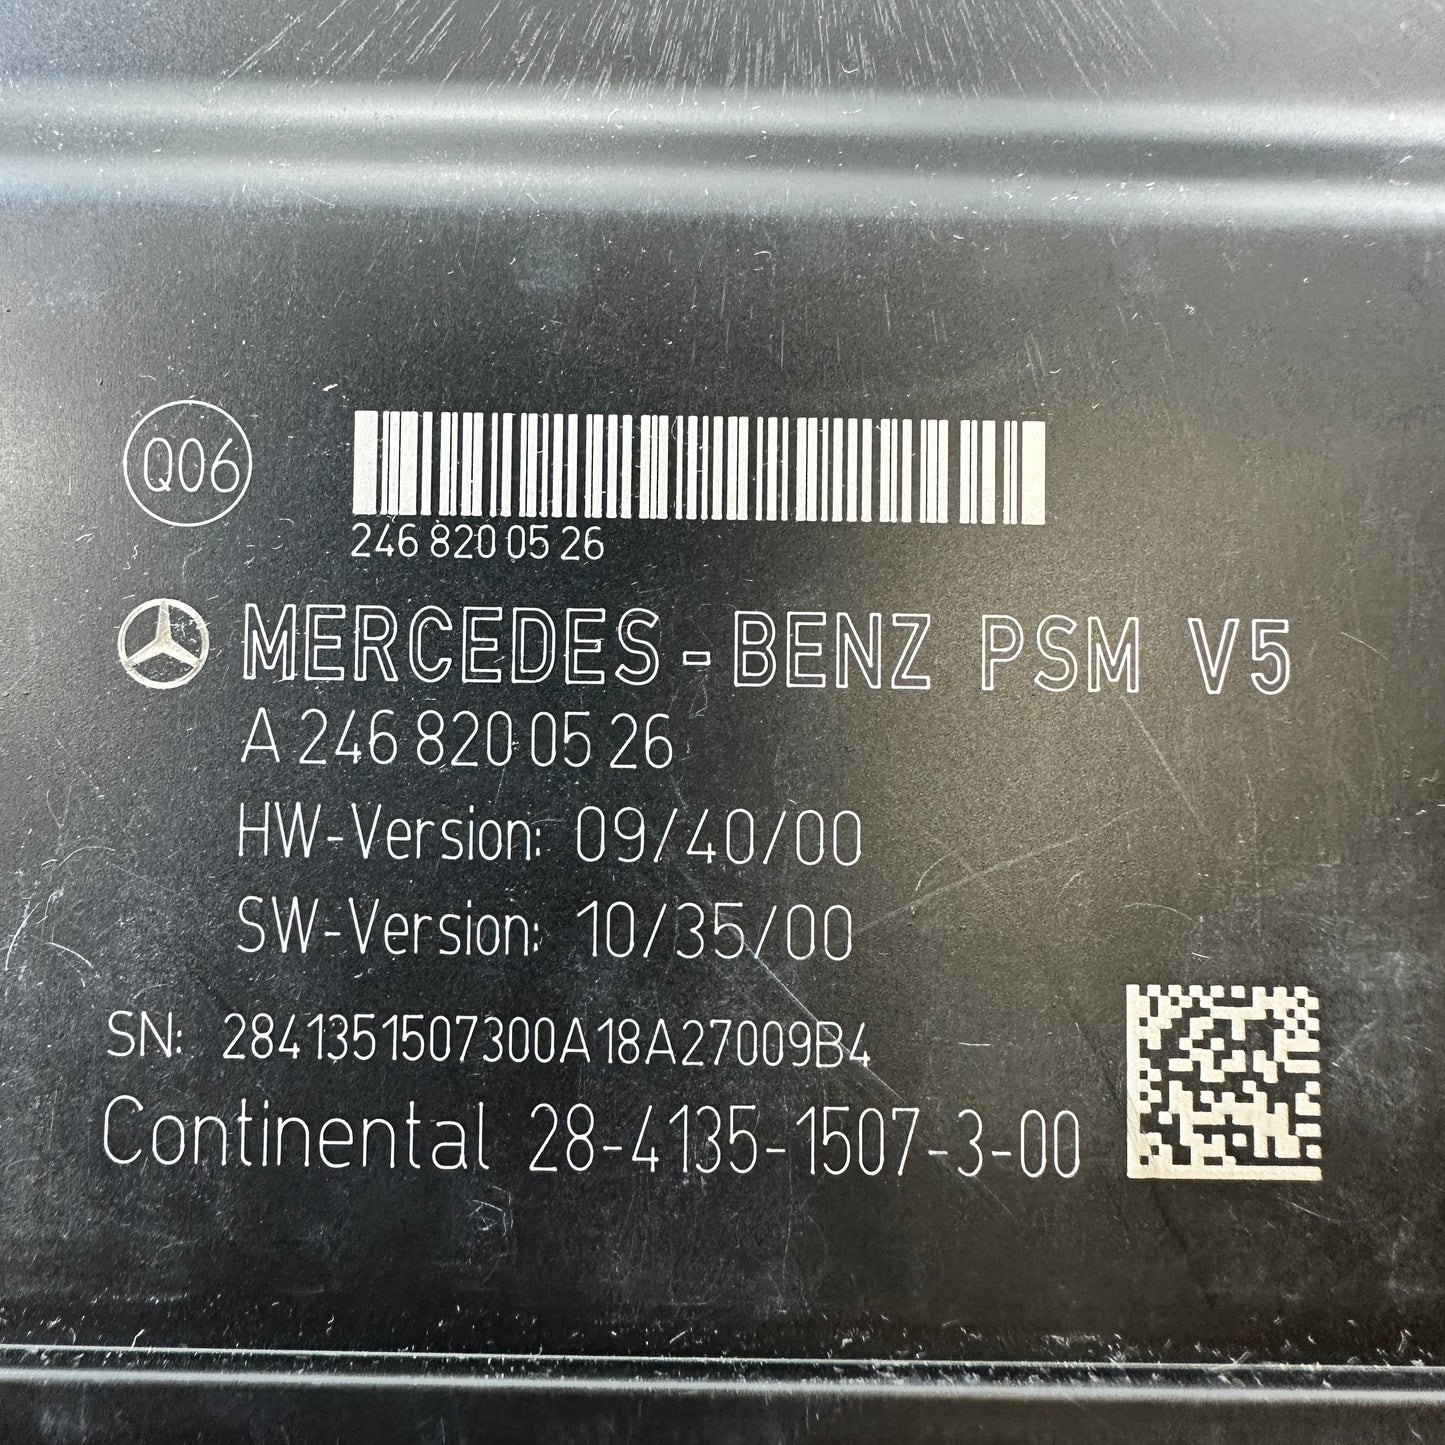 Q06
246 820 05 26
MERCEDES-BENZ PSM V5
A 246 820 05 26
HW-Version: 09/40/00
SW-Version: 10/35/00
SN: 2841351507300A18A27009B4
Continental 28-4135-1507-3-00